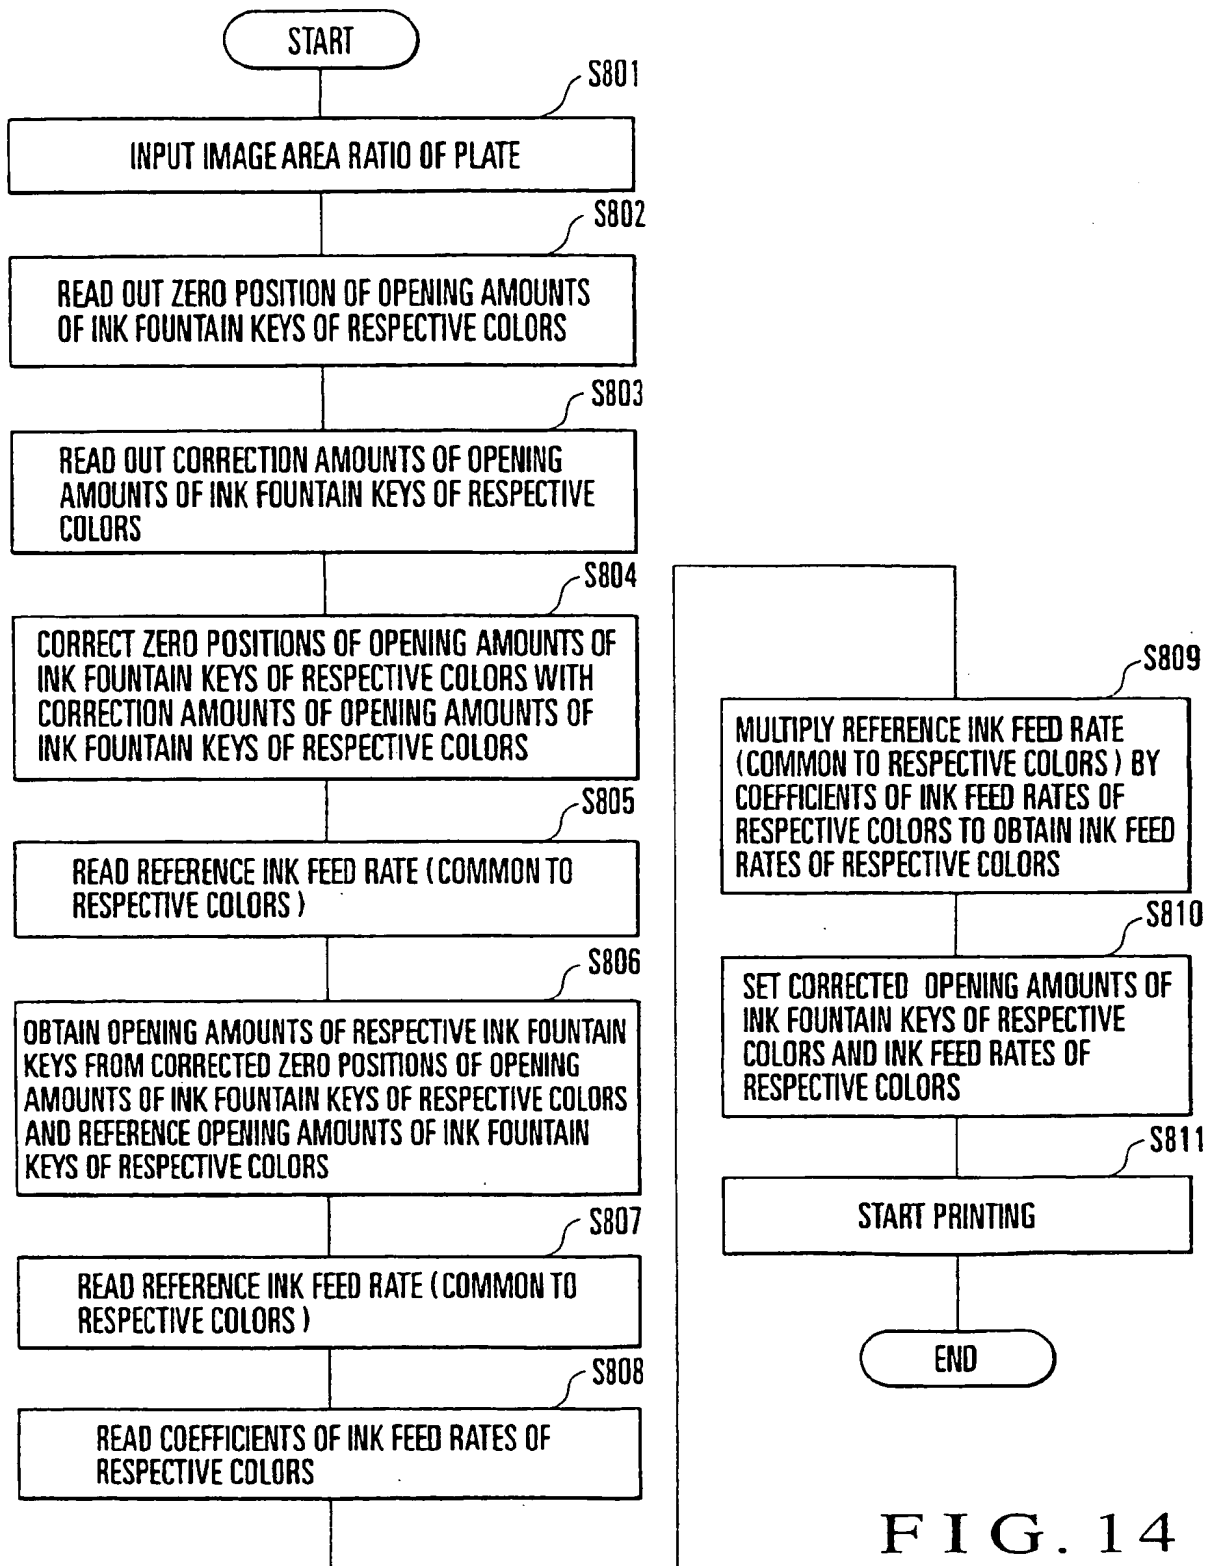 START
S801
INPUT IMAGE AREA RATIO OF PLATE
S802
READ OUT ZERO POSITION OF OPENING AMOUNTS
OF INK FOUNTAIN KEYS OF RESPECTIVE COLORS
S803
READ OUT CORRECTION AMOUNTS OF OPENING
AMOUNTS OF INK FOUNTAIN KEYS OF RESPECTIVE
COLORS
S804
CORRECT ZERO POSITIONS OF OPENING AMOUNTS OF
INK FOUNTAIN KEYS OF RESPECTIVE COLORS WITH
CORRECTION AMOUNTS OF OPENING AMOUNTS OF
INK FOUNTAIN KEYS OF RESPECTIVE COLORS
S805
READ REFERENCE INK FEED RATE (COMMON TO
RESPECTIVE COLORS)
S806
OBTAIN OPENING AMOUNTS OF RESPECTIVE INK FOUNTAIN
KEYS FROM CORRECTED ZERO POSITIONS OF OPENING
AMOUNTS OF INK FOUNTAIN KEYS OF RESPECTIVE COLORS
AND REFERENCE OPENING AMOUNTS OF INK FOUNTAIN
KEYS OF RESPECTIVE COLORS
S807
READ REFERENCE INK FEED RATE (COMMON TO
RESPECTIVE COLORS)
S808
READ COEFFICIENTS OF INK FEED RATES OF
RESPECTIVE COLORS
S809
MULTIPLY REFERENCE INK FEED RATE
(COMMON TO RESPECTIVE COLORS) BY
COEFFICIENTS OF INK FEED RATES OF
RESPECTIVE COLORS TO OBTAIN INK FEED
RATES OF RESPECTIVE COLORS
S810
SET CORRECTED OPENING AMOUNTS OF
INK FOUNTAIN KEYS OF RESPECTIVE
COLORS AND INK FEED RATES OF
RESPECTIVE COLORS
S811
START PRINTING
END
FIG. 14